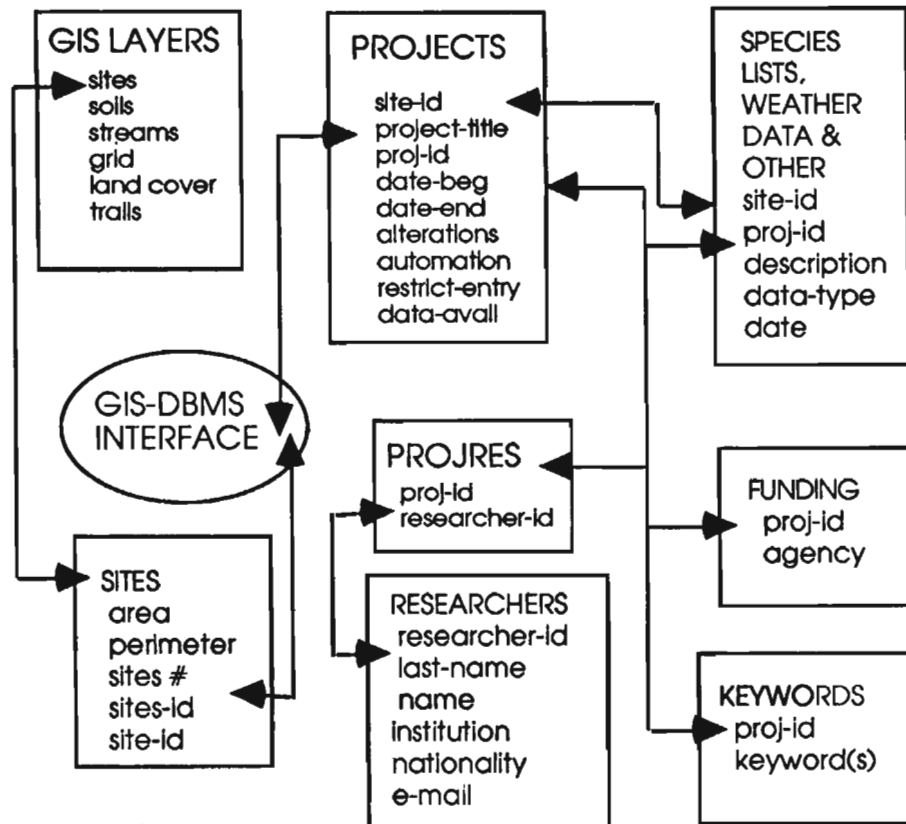 GIS LAYERS
sites
soils
streams
grid
land cover
trails
PROJECTS
site-id
project-title
proj-id
date-beg
date-end
alterations
automation
restrict-entry
data-avail
SPECIES
LISTS,
WEATHER
DATA &
OTHER
site-id
proj-id
description
data-type
date
GIS-DBMS
INTERFACE
PROJRES
proj-id
researcher-id
FUNDING
proj-id
agency
SITES
area
perimeter
sites #
sites-id
site-id
RESEARCHERS
researcher-id
last-name
name
institution
nationality
e-mail
KEYWORDS
proj-id
keyword(s)